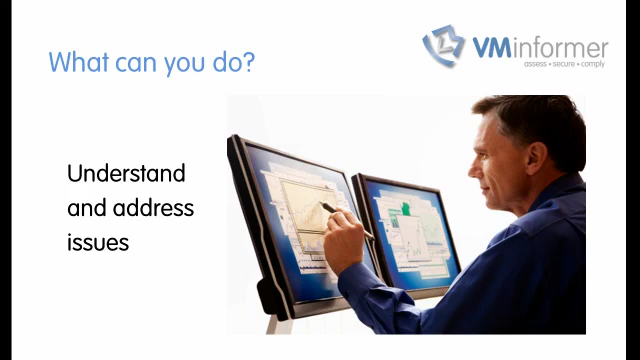 What can you do?
VMinformer
assess • secure • comply
Understand
and address
issues